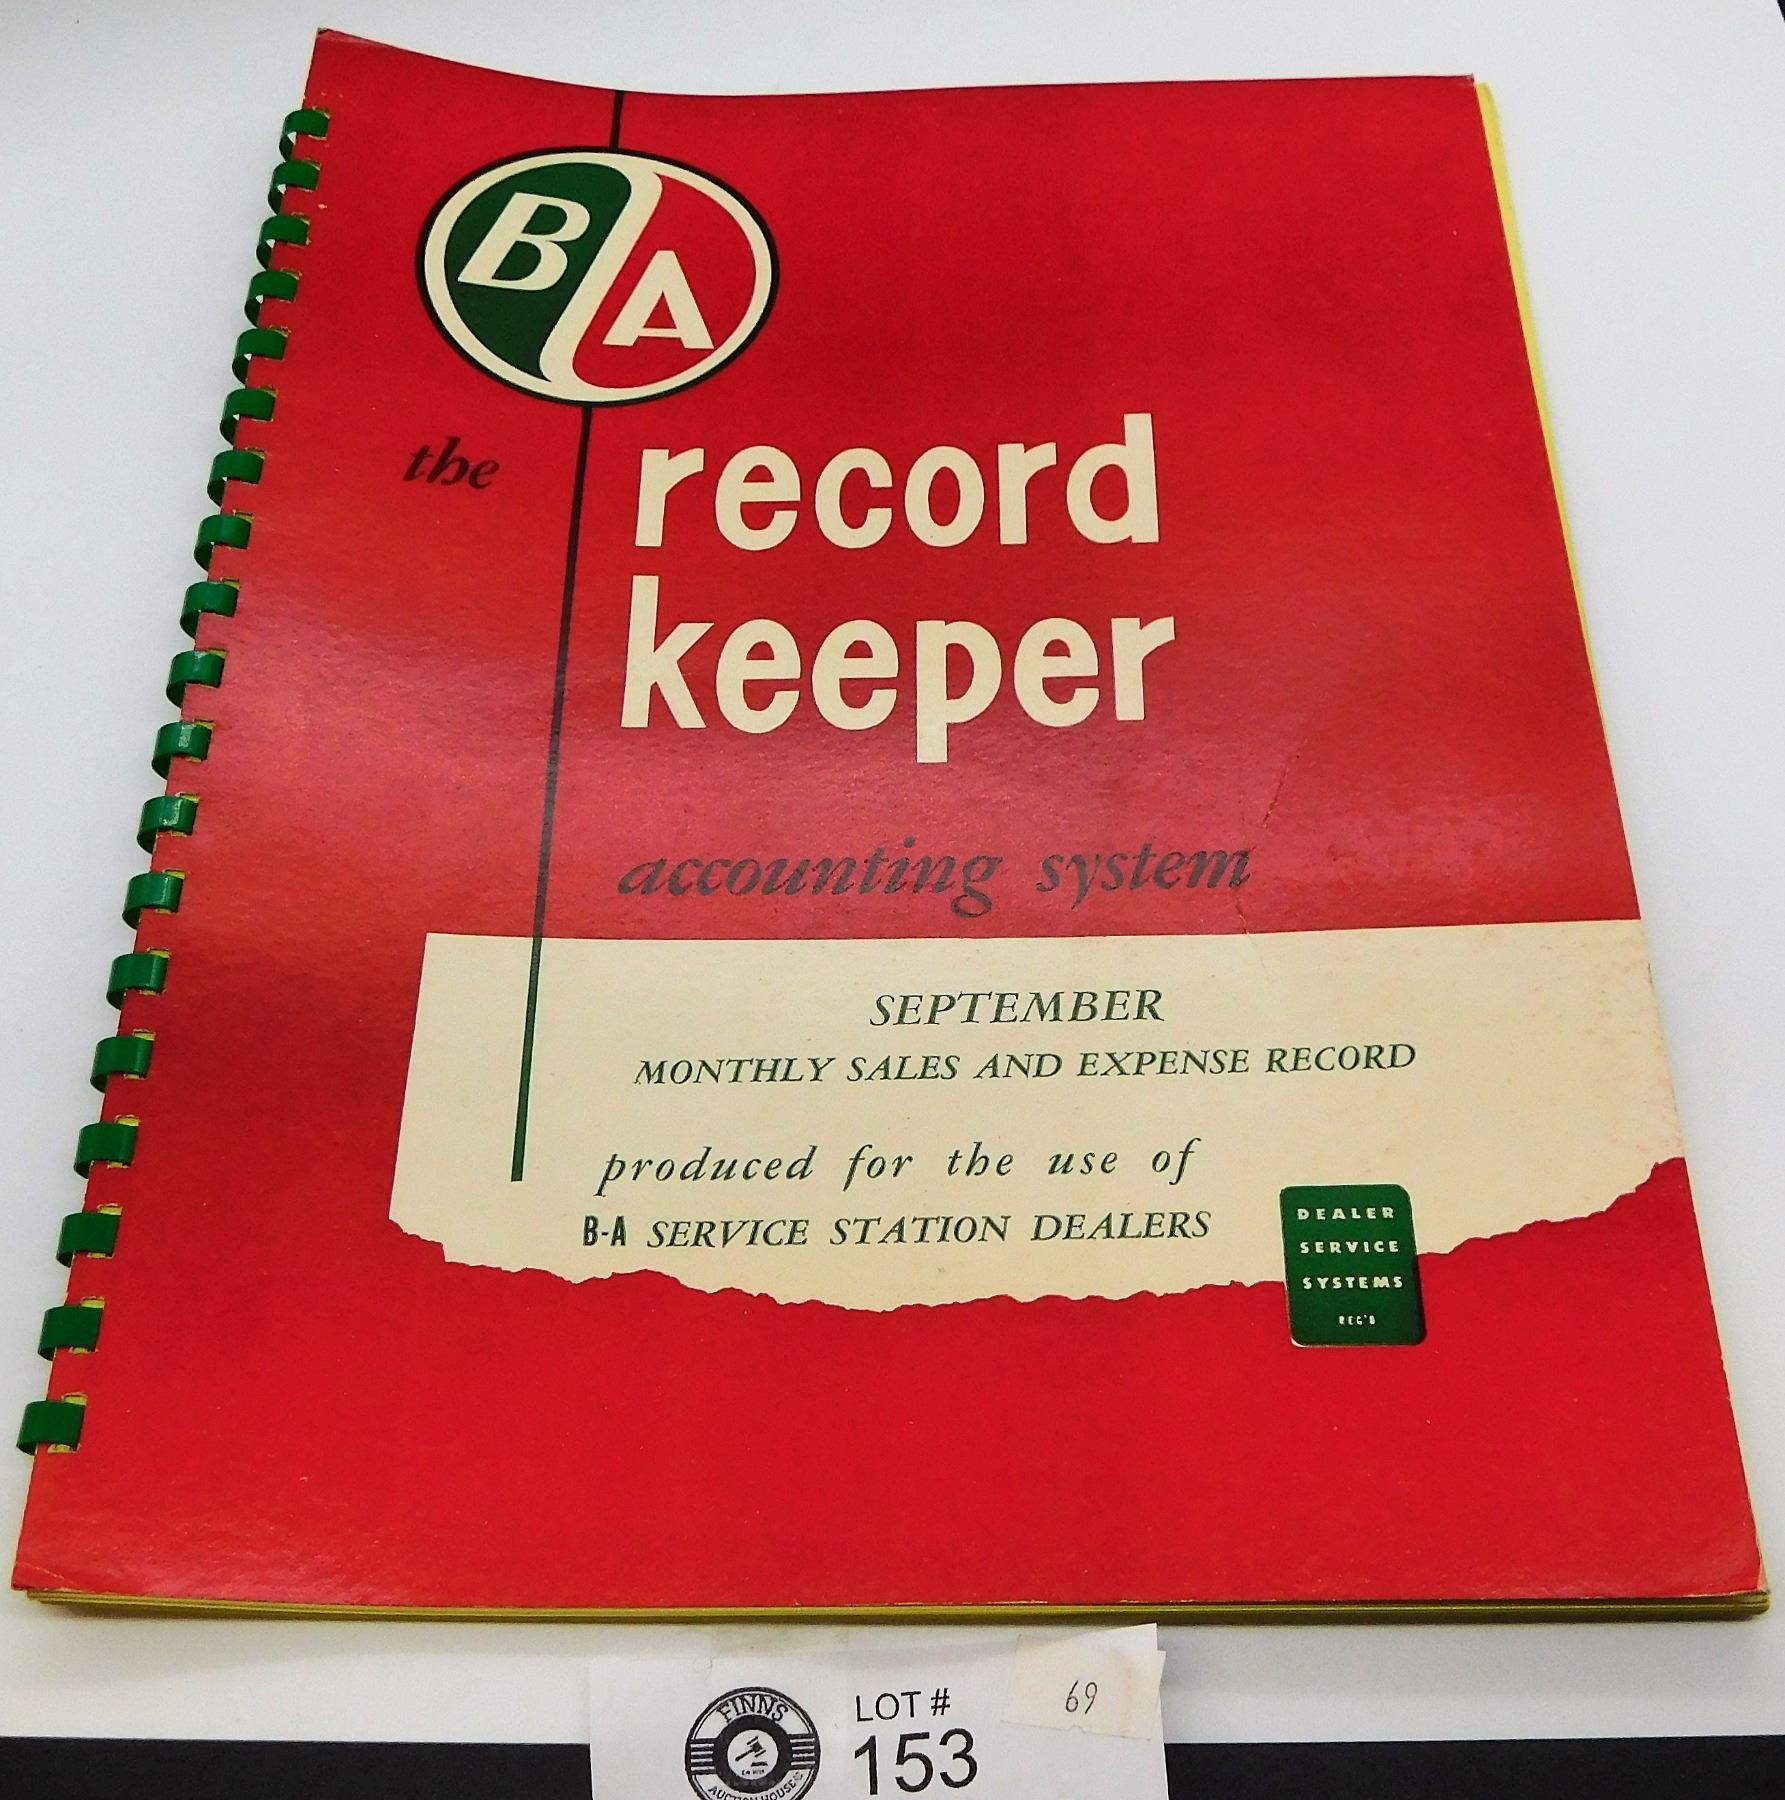 B A
the
record
keeper
accounting system
SEPTEMBER
MONTHLY SALES AND EXPENSE RECORD
produced for the use of
B-A SERVICE STATION DEALERS
DEALER
SERVICE
SYSTEMS
REG'D
FINNS
AUCTION HOUSE
LOT #
153
69